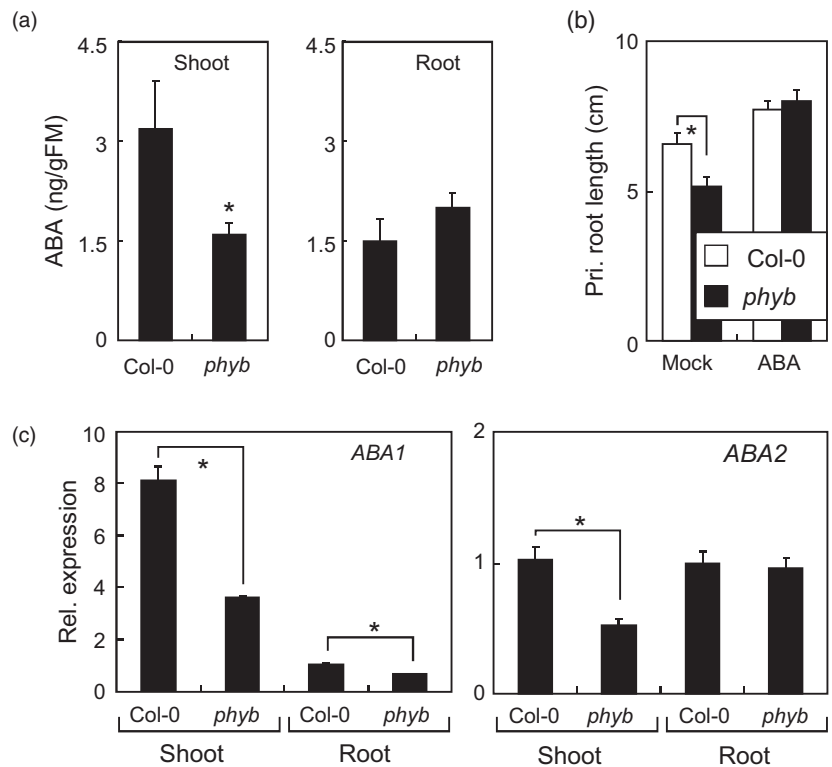 (a)
4.5
Shoot
3
1.5
0
ABA (ng/gFM)
*
Col-0 phyb
4.5
Root
3
1.5
0
Col-0 phyb
(b)
10
5
0
Pri. root length (cm)
*
Col-0
phyb
Mock ABA
(c)
10
8
6
4
2
0
Rel. expression
ABA1
*
*
Col-0 phyb Col-0 phyb
Shoot Root
2
1
0
ABA2
*
Col-0 phyb Col-0 phyb
Shoot Root